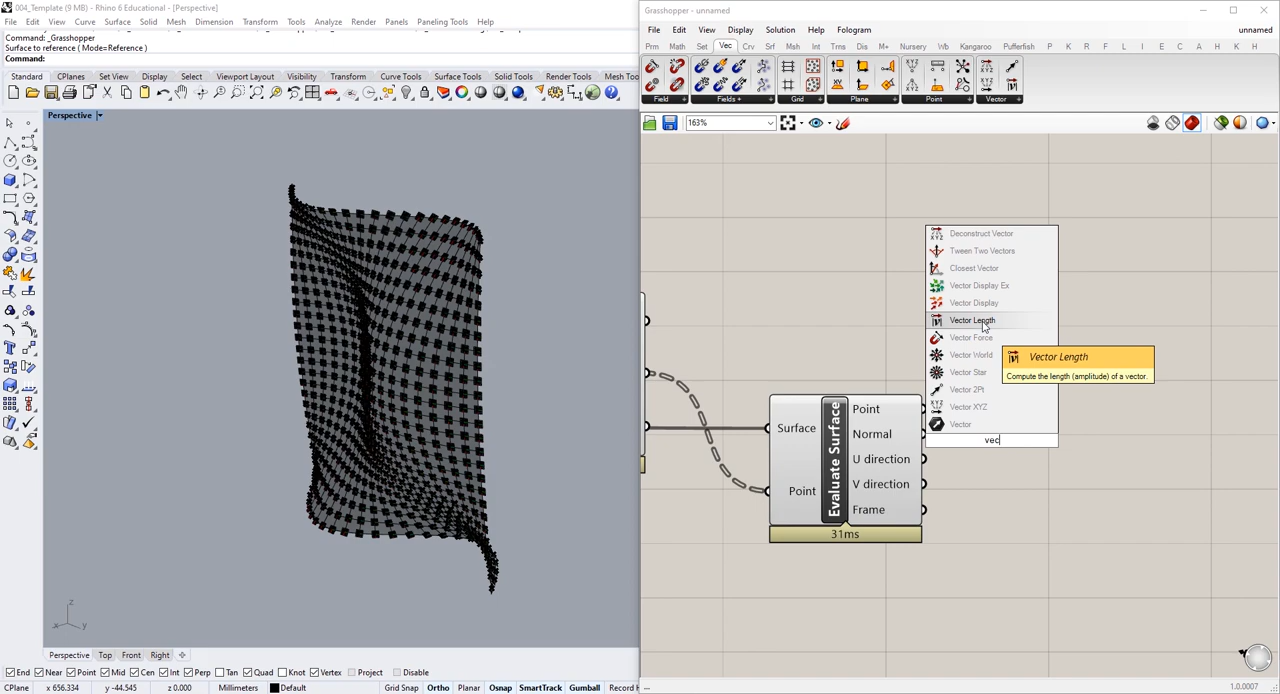 004_Template (9 MB) - Rhino 6 Educational - [Perspective]
File Edit View Curve Surface Solid Mesh Dimension Transform Tools Analyze Render Panels Paneling Tools Help
Command: _Grasshopper
Surface to reference ( Mode=Reference )
Command:
Standard CPlanes Set View Display Select Viewport Layout Visibility Transform Curve Tools Surface Tools Solid Tools Render Tools Mesh Too
Perspective
z
x y
Perspective Top Front Right
End Near Point Mid Cen Int Perp Tan Quad Knot Vertex Project Disable
CPlane x 656.334 y -44.545 z 0.000 Millimeters Default Grid Snap Ortho Planar Osnap SmartTrack Gumball Record H
Grasshopper - unnamed
File Edit View Display Solution Help Fologram unnamed
Prm Math Set Vec Crv Srf Msh Int Trns Dis M+ Nursery Wb Kangaroo Pufferfish P K R F L I E C A H K H
Field Fields + Grid Plane Point Vector
163%
Deconstruct Vector
Tween Two Vectors
Closest Vector
Vector Display Ex
Vector Display
Vector Length
Vector Force
Vector World
Vector Star
Vector 2Pt
Vector XYZ
Vector
vec
Vector Length
Compute the length (amplitude) of a vector.
Surface
Point
Evaluate Surface
Point
Normal
U direction
V direction
Frame
31ms
1.0.0007